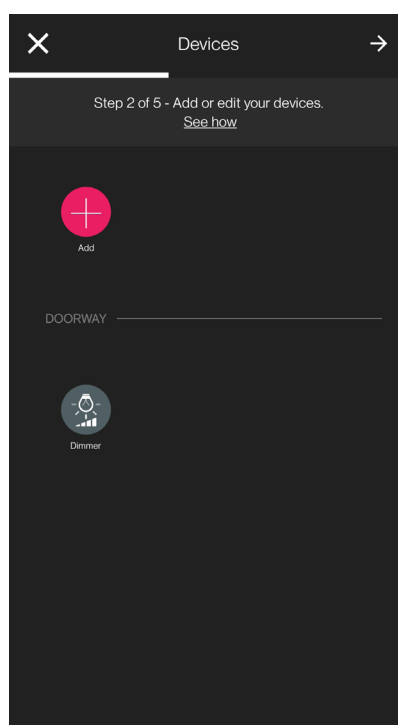 Devices
Step 2 of 5 - Add or edit your devices.
See how
Add
DOORWAY
Dimmer